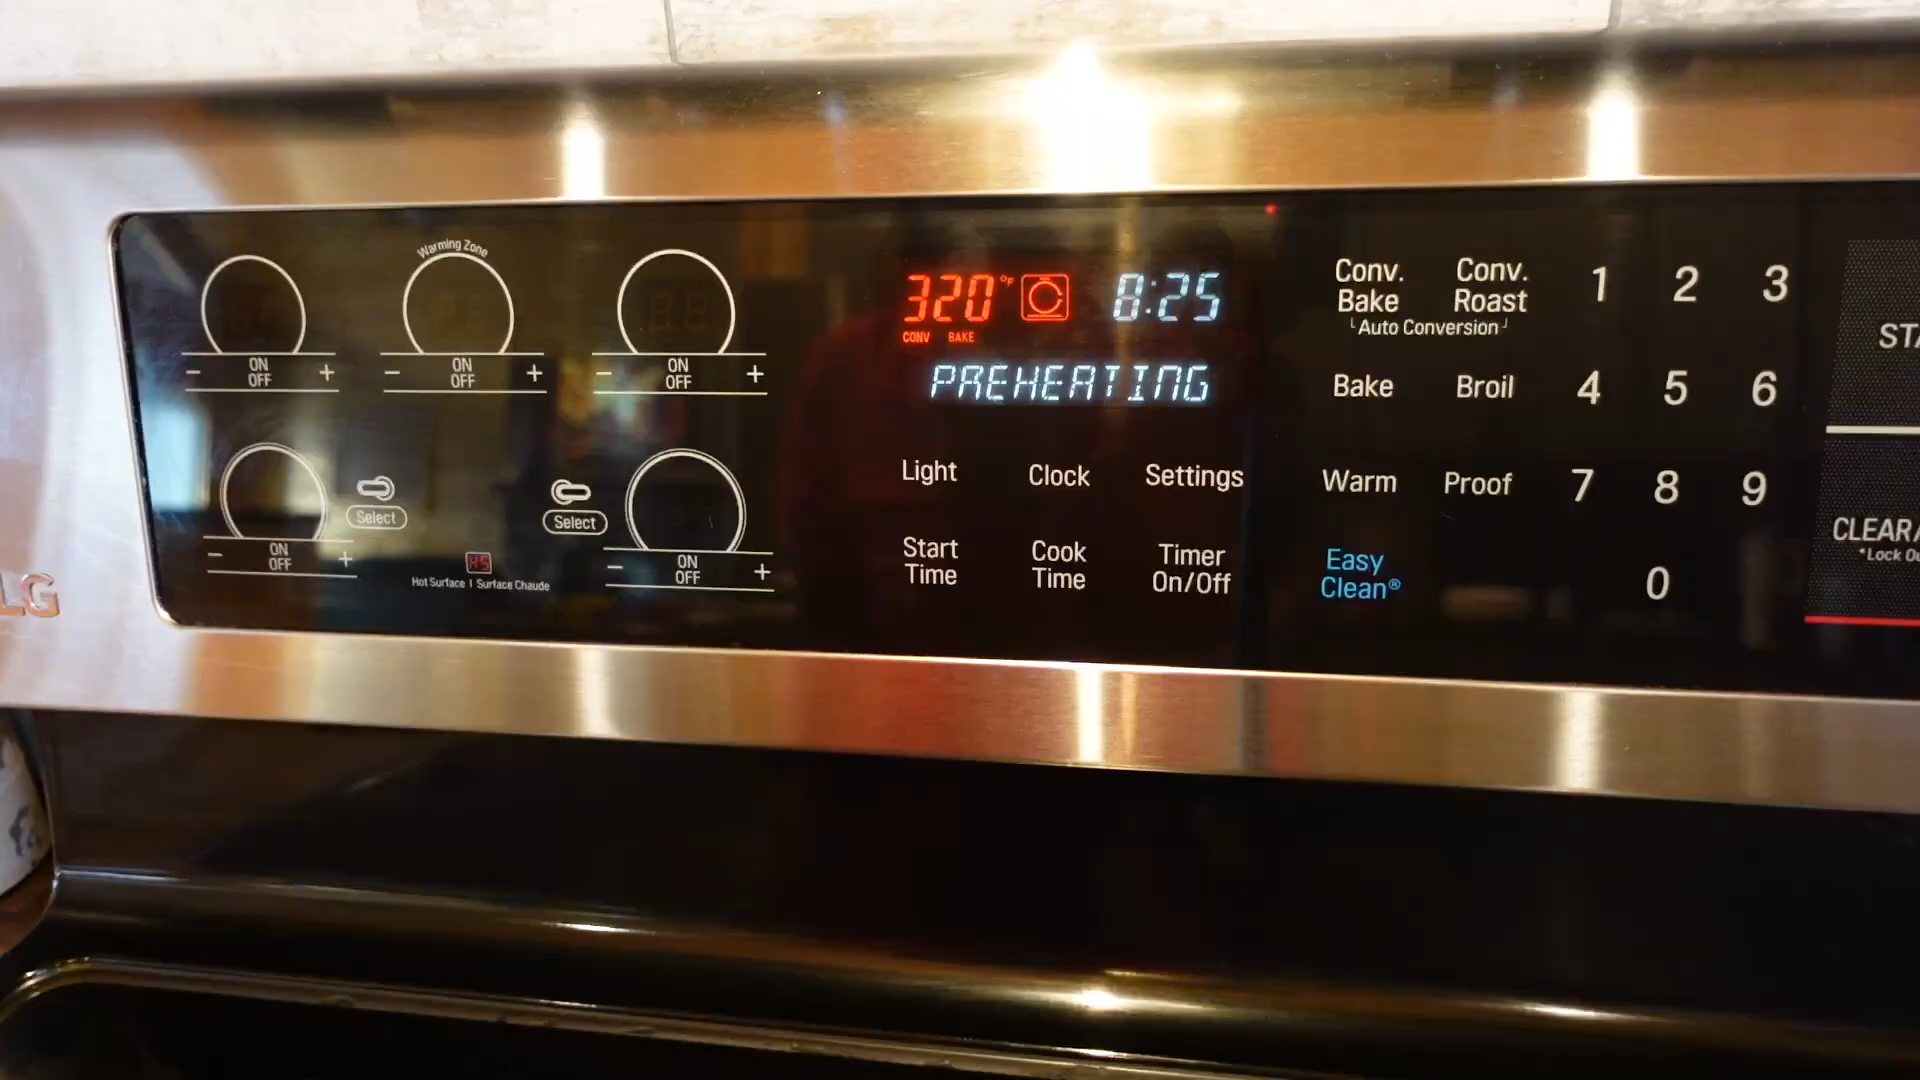 Warming Zone
− ON OFF +
− ON OFF +
− ON OFF +
− ON OFF +
Select
Select
− ON OFF +
HS
Hot Surface | Surface Chaude
LG
320°F
CONV BAKE
8:25
PREHEATING
Light
Clock
Settings
Start Time
Cook Time
Timer On/Off
Conv. Bake
Conv. Roast
Auto Conversion
Bake
Broil
Warm
Proof
Easy Clean®
1 2 3
4 5 6
7 8 9
0
STA
CLEAR/
*Lock Ou